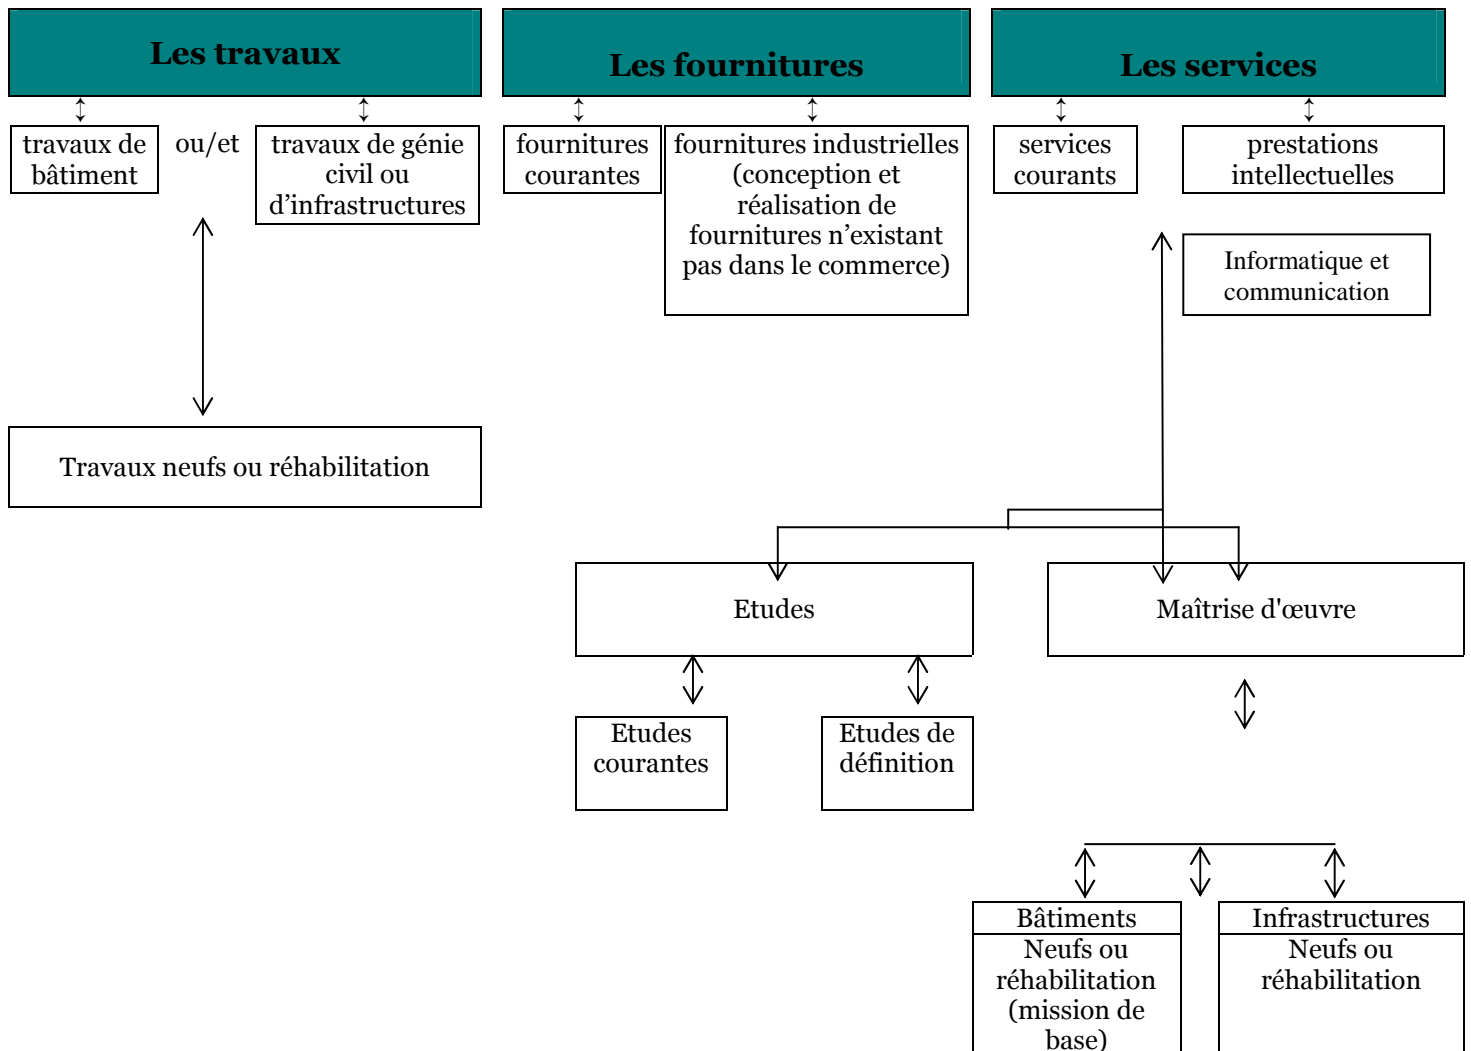 Les travaux
Les fournitures
Les services
travaux de
bâtiment
ou/et
travaux de génie
civil ou
d’infrastructures
fournitures
courantes
fournitures industrielles
(conception et
réalisation de
fournitures n’existant
pas dans le commerce)
services
courants
prestations
intellectuelles
Informatique et
communication
Travaux neufs ou réhabilitation
Etudes
Maîtrise d'œuvre
Etudes
courantes
Etudes de
définition
Bâtiments
Neufs ou
réhabilitation
(mission de
base)
Infrastructures
Neufs ou
réhabilitation